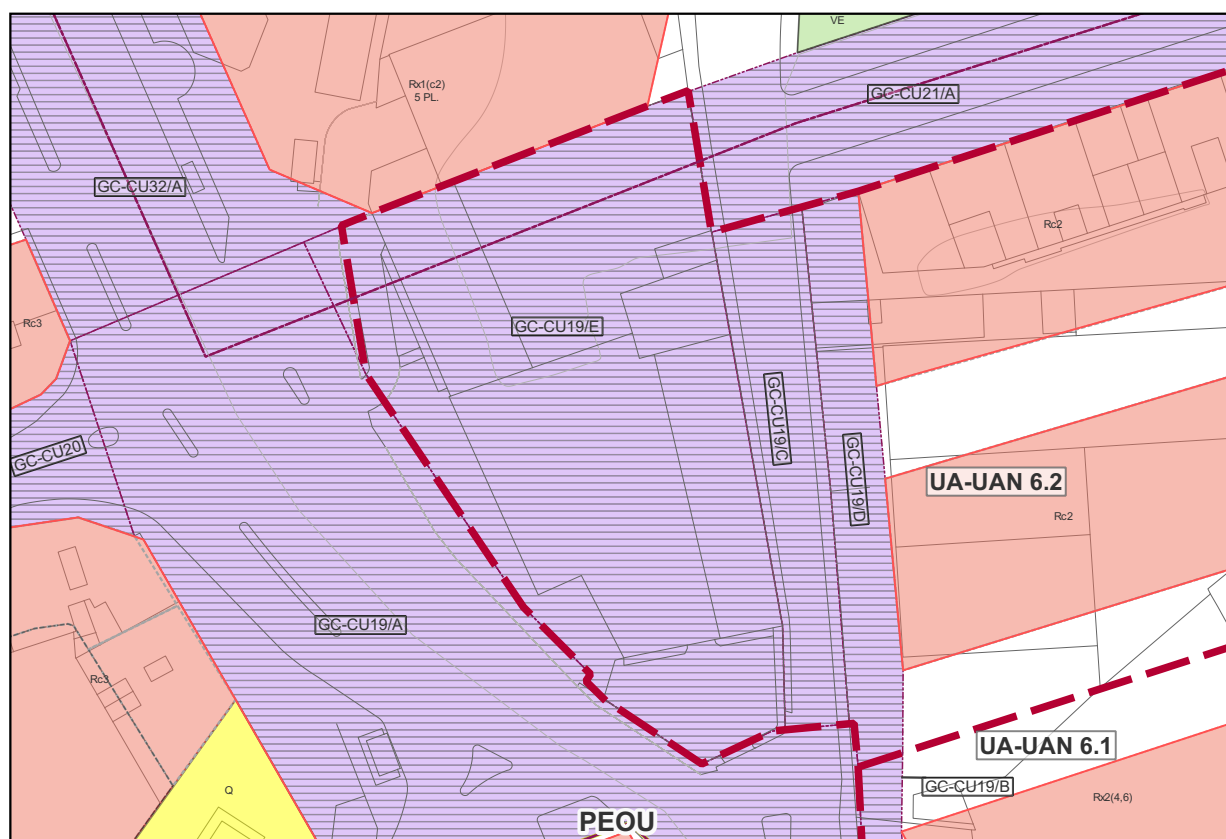 VE
Rx1(c2)
5 PL.
GC-CU21/A
GC-CU32/A
Rc2
GC-CU19/E
Rc3
GC-CU19/C
GC-CU20
GC-CU19/D
UA-UAN 6.2
Rc2
GC-CU19/A
Rc3
UA-UAN 6.1
GC-CU19/B
Q
Rx2(4,6)
PEOU